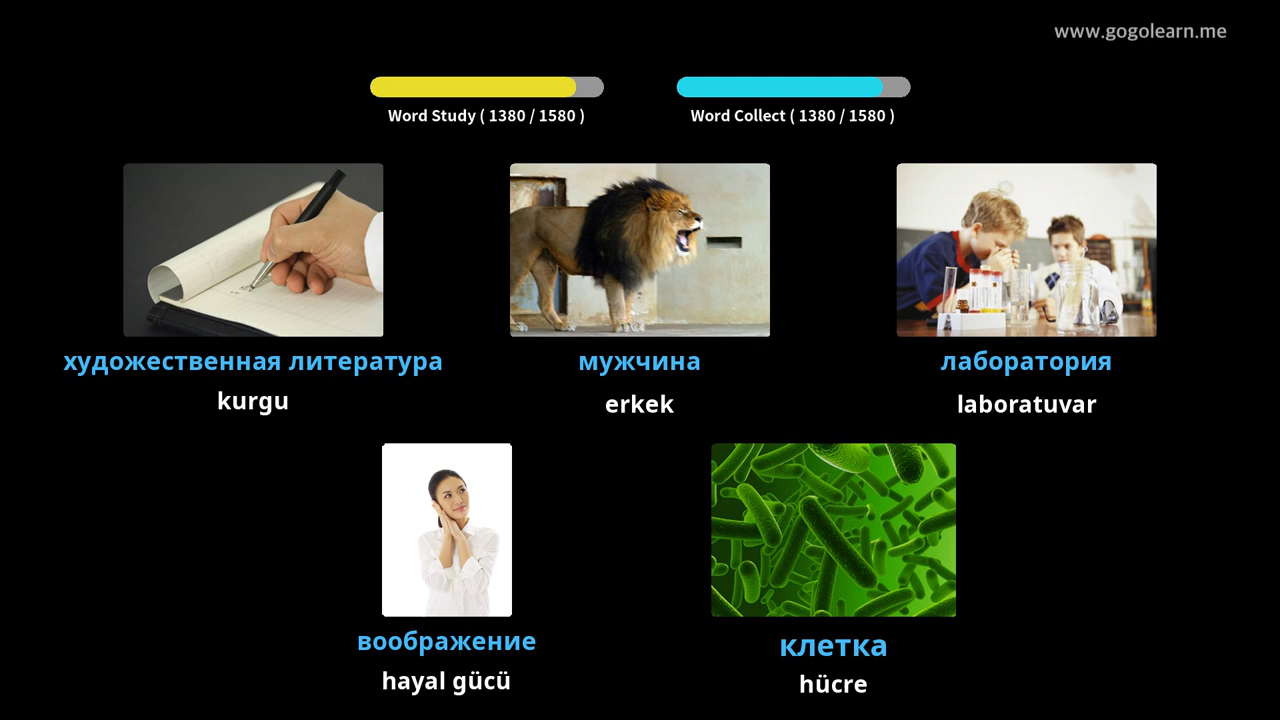 www.gogolearn.me
Word Study ( 1380 / 1580 )
Word Collect ( 1380 / 1580 )
художественная литература
kurgu
мужчина
erkek
лаборатория
laboratuvar
воображение
hayal gücü
клетка
hücre